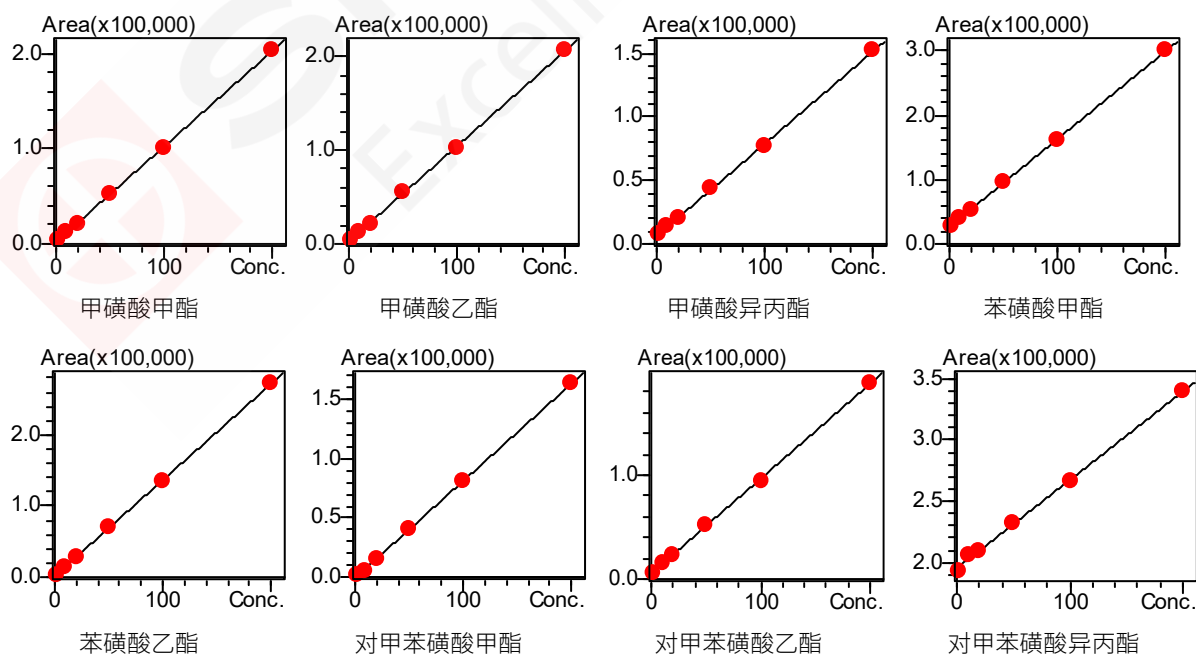 Area(x100,000) Area(x100,000) Area(x100,000) Area(x100,000)
2.0 2.0 1.5 3.0
1.0 1.0 1.0 2.0
0.5 1.0
0.0 0.0 0.0 0.0
0 100 Conc. 0 100 Conc. 0 100 Conc. 0 100 Conc.
甲磺酸甲酯 甲磺酸乙酯 甲磺酸异丙酯 苯磺酸甲酯
Area(x100,000) Area(x100,000) Area(x100,000) Area(x100,000)
2.0 1.5 1.0 3.5
1.0 1.0 3.0
0.5 2.5
0.0 0.0 0.0 2.0
0 100 Conc. 0 100 Conc. 0 100 Conc. 0 100 Conc.
苯磺酸乙酯 对甲苯磺酸甲酯 对甲苯磺酸乙酯 对甲苯磺酸异丙酯